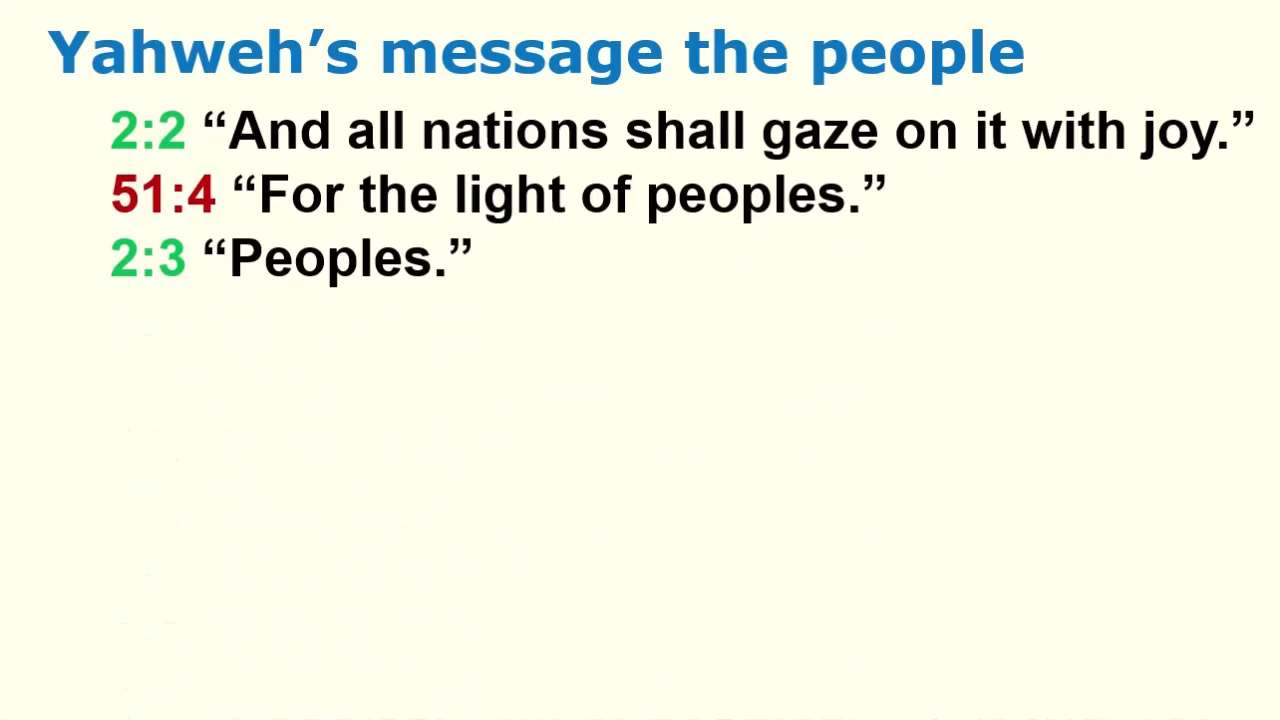 Yahweh’s message the people
2:2 “And all nations shall gaze on it with joy.”
51:4 “For the light of peoples.”
2:3 “Peoples.”